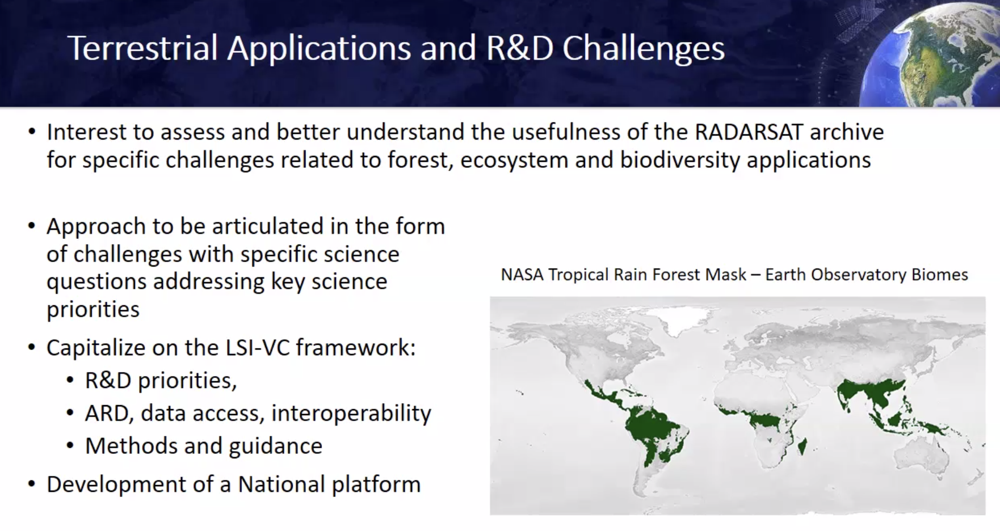 Terrestrial Applications and R&D Challenges
• Interest to assess and better understand the usefulness of the RADARSAT archive
for specific challenges related to forest, ecosystem and biodiversity applications
• Approach to be articulated in the form
of challenges with specific science
questions addressing key science
priorities
• Capitalize on the LSI-VC framework:
• R&D priorities,
• ARD, data access, interoperability
• Methods and guidance
• Development of a National platform
NASA Tropical Rain Forest Mask – Earth Observatory Biomes